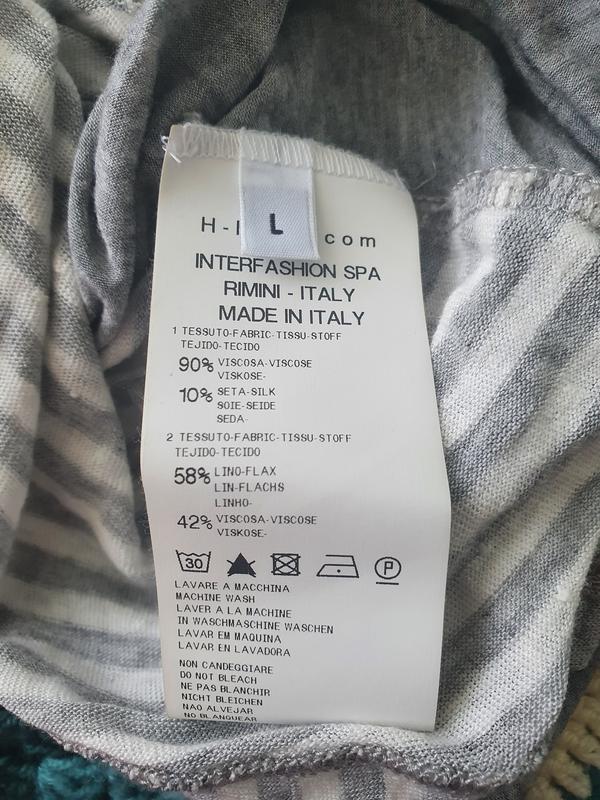 L
H- com
INTERFASHION SPA
RIMINI - ITALY
MADE IN ITALY
1 TESSUTO-FABRIC-TISSU-STOFF
TEJIDO-TECIDO
90% VISCOSA-VISCOSE
VISKOSE-
10% SETA-SILK
SOIE-SEIDE
SEDA-
2 TESSUTO-FABRIC-TISSU-STOFF
TEJIDO-TECIDO
58% LINO-FLAX
LIN-FLACHS
LINHO-
42% VISCOSA-VISCOSE
VISKOSE-
30 P
LAVARE A MACCHINA
MACHINE WASH
LAVER A LA MACHINE
IN WASCHMASCHINE WASCHEN
LAVAR EM MAQUINA
LAVAR EN LAVADORA
NON CANDEGGIARE
DO NOT BLEACH
NE PAS BLANCHIR
NICHT BLEICHEN
NAO ALVEJAR
NO BLANQUEAR